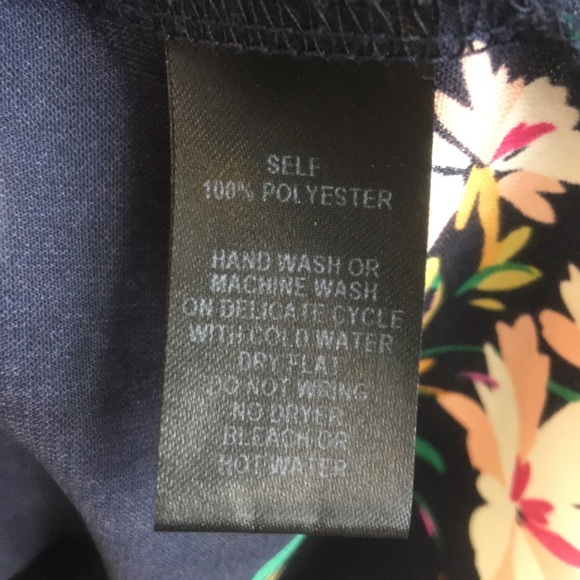 SELF
100% POLYESTER
HAND WASH OR
MACHINE WASH
ON DELICATE CYCLE
WITH COLD WATER
DRY FLAT
DO NOT WRING
NO DRYER
BLEACH OR
HOT WATER